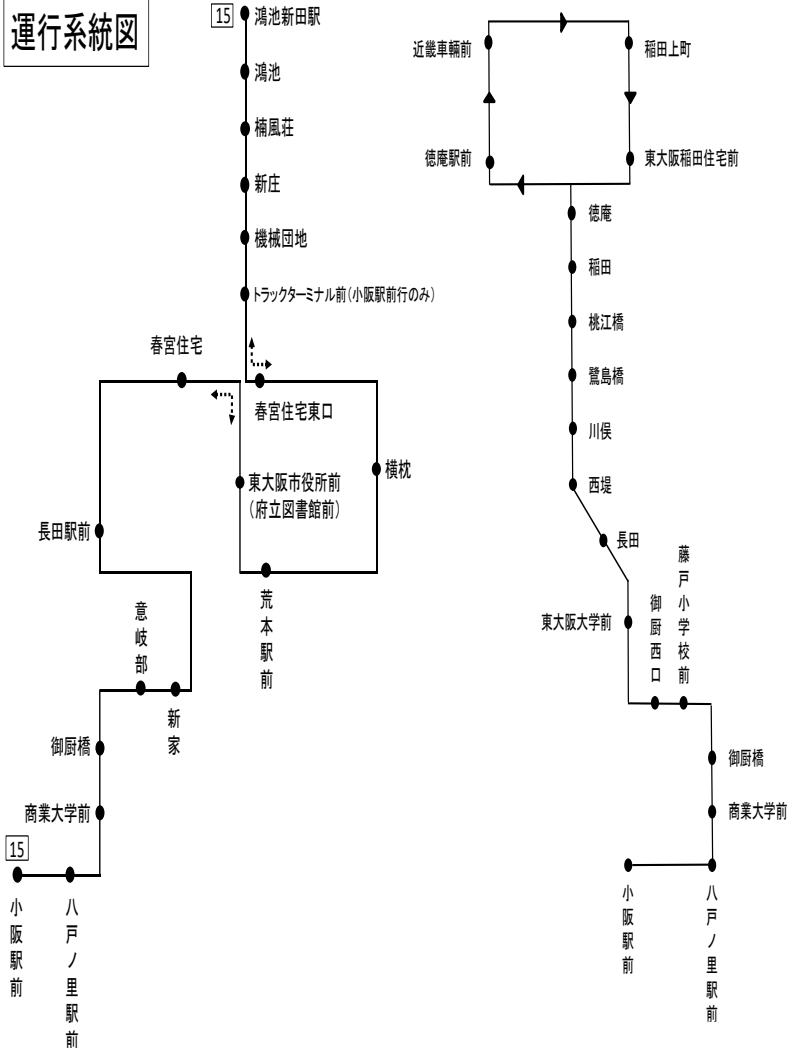 運行系統図
15
鴻池新田駅
鴻池
楠風荘
新庄
機械団地
トラックターミナル前(小阪駅前行のみ)
春宮住宅
春宮住宅東口
東大阪市役所前
(府立図書館前)
横枕
長田駅前
荒本駅前
意岐部
新家
御厨橋
商業大学前
15
小阪駅前
八戸ノ里駅前
近畿車輛前
稲田上町
徳庵駅前
東大阪稲田住宅前
徳庵
稲田
桃江橋
鷺島橋
川俣
西堤
長田
東大阪大学前
御厨西口
藤戸小学校前
御厨橋
商業大学前
小阪駅前
八戸ノ里駅前